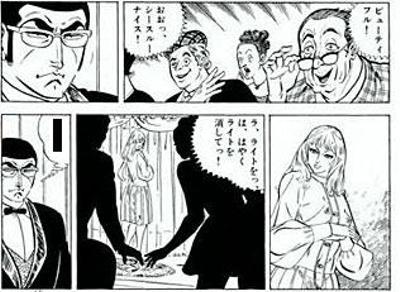 ビューティ
フル！
おおっ、
シースルー
ナイス！
ラ、ライトをっ、
は、はやく
ライトを
消してっ！